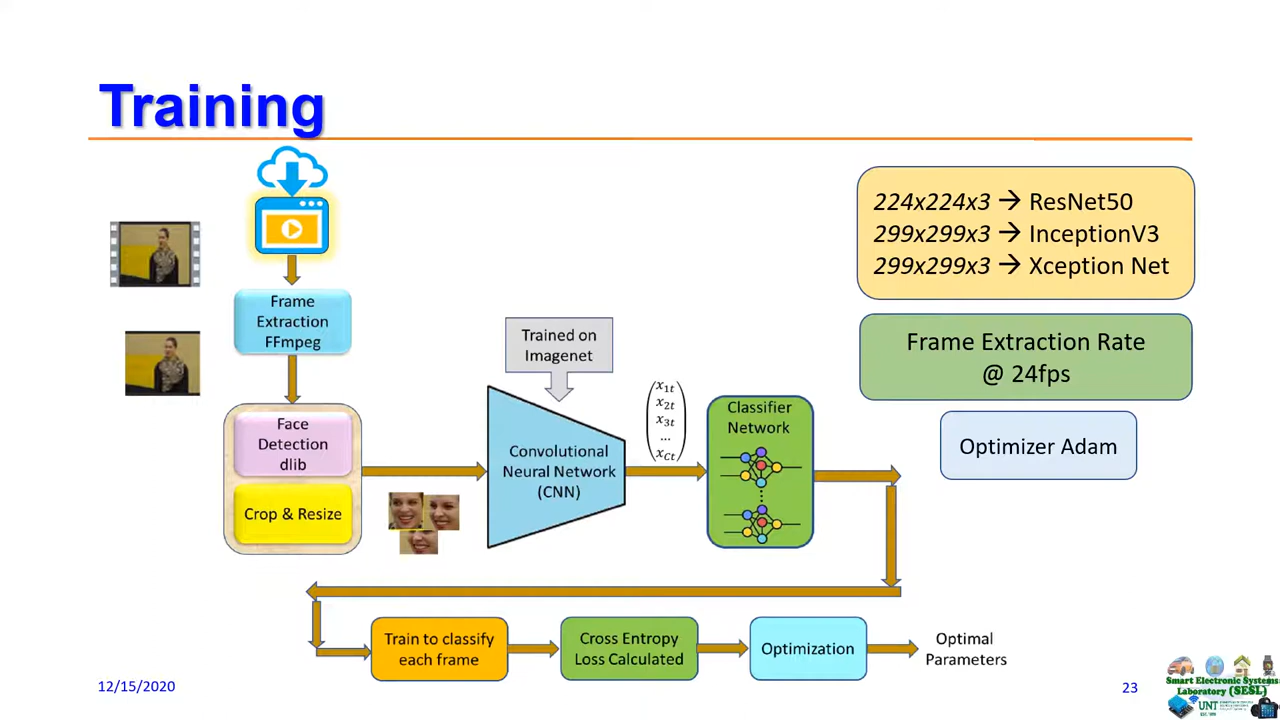 Training
224x224x3 → ResNet50
299x299x3 → InceptionV3
299x299x3 → Xception Net
Frame
Extraction
FFmpeg
Frame Extraction Rate
@ 24fps
Trained on
Imagenet
Optimizer Adam
Face
Detection
dlib
Crop & Resize
Convolutional
Neural Network
(CNN)
x1t
x2t
x3t
...
xCt
Classifier
Network
Train to classify
each frame
Cross Entropy
Loss Calculated
Optimization
Optimal
Parameters
12/15/2020
23
Smart Electronic Systems
Laboratory (SESL)
UNT